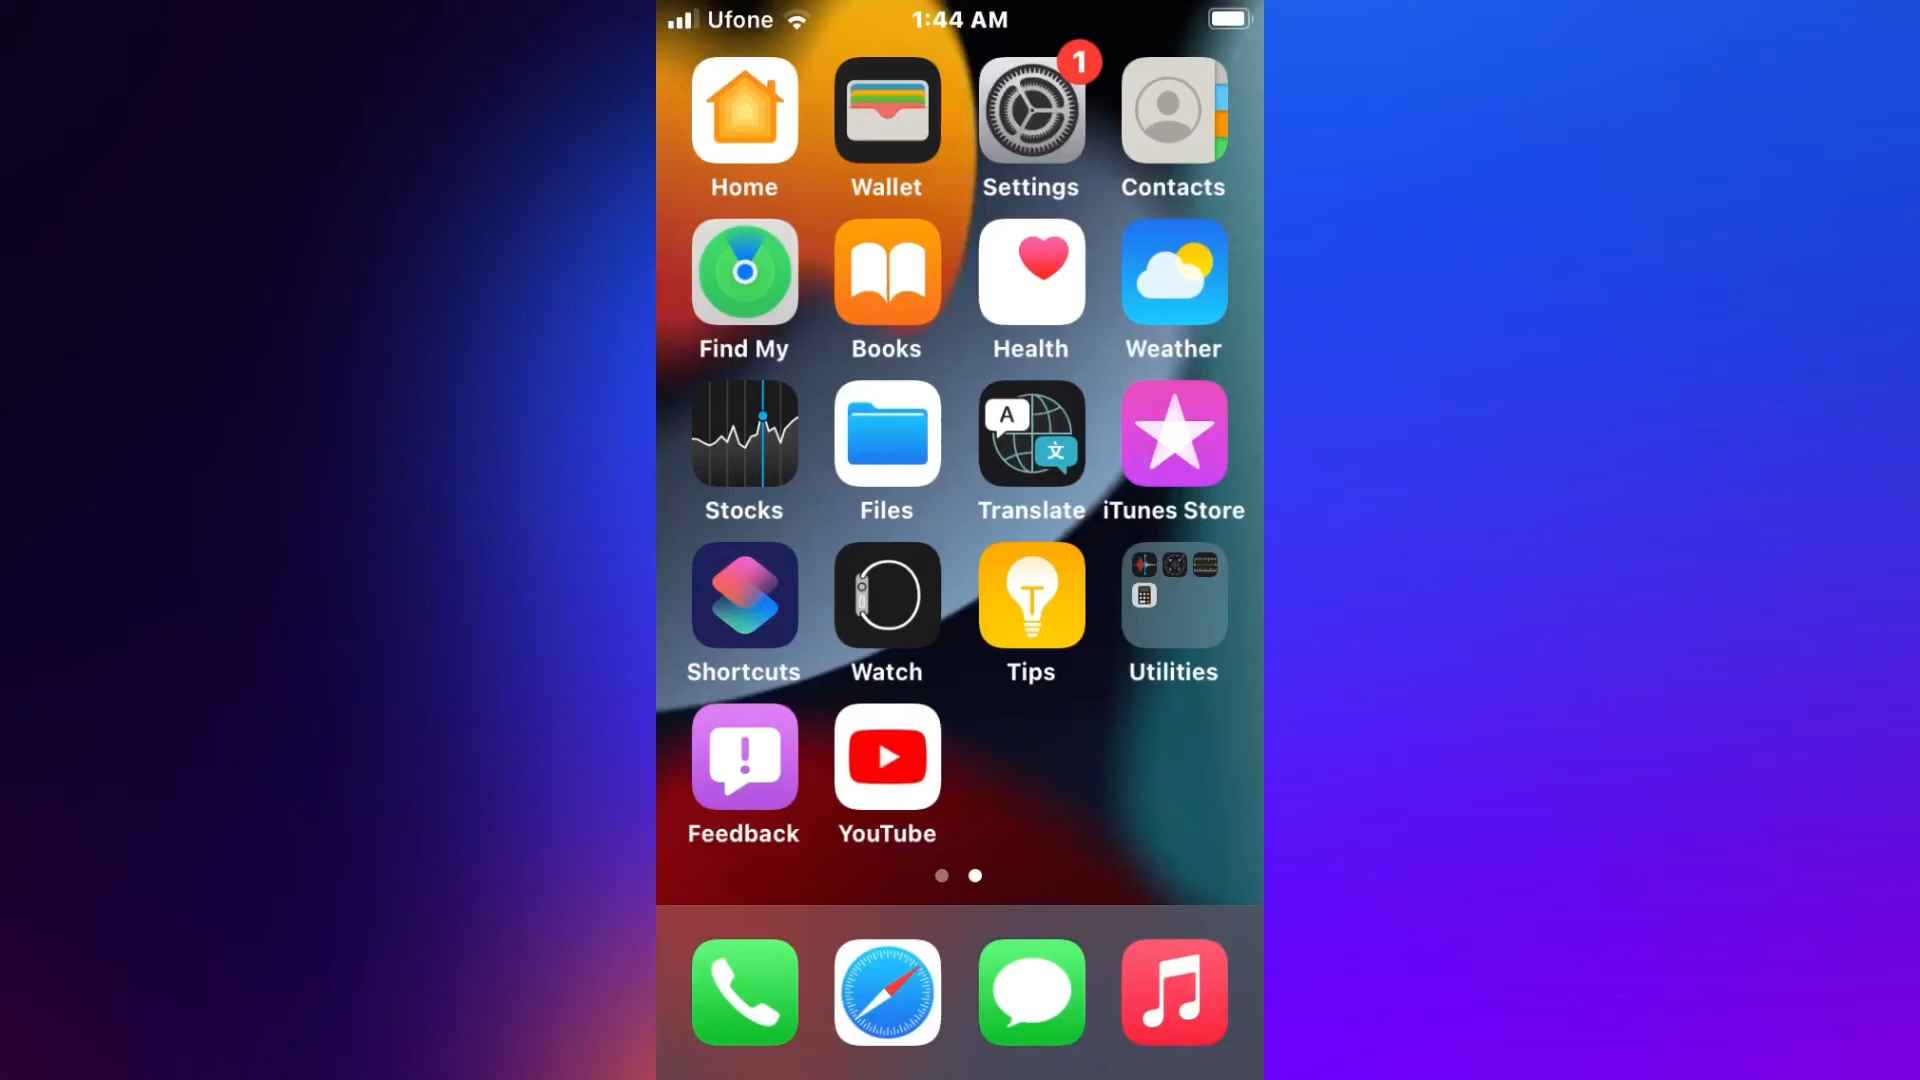 Ufone 1:44 AM
1
Home Wallet Settings Contacts
Find My Books Health Weather
A
文
Stocks Files Translate iTunes Store
Shortcuts Watch Tips Utilities
Feedback YouTube